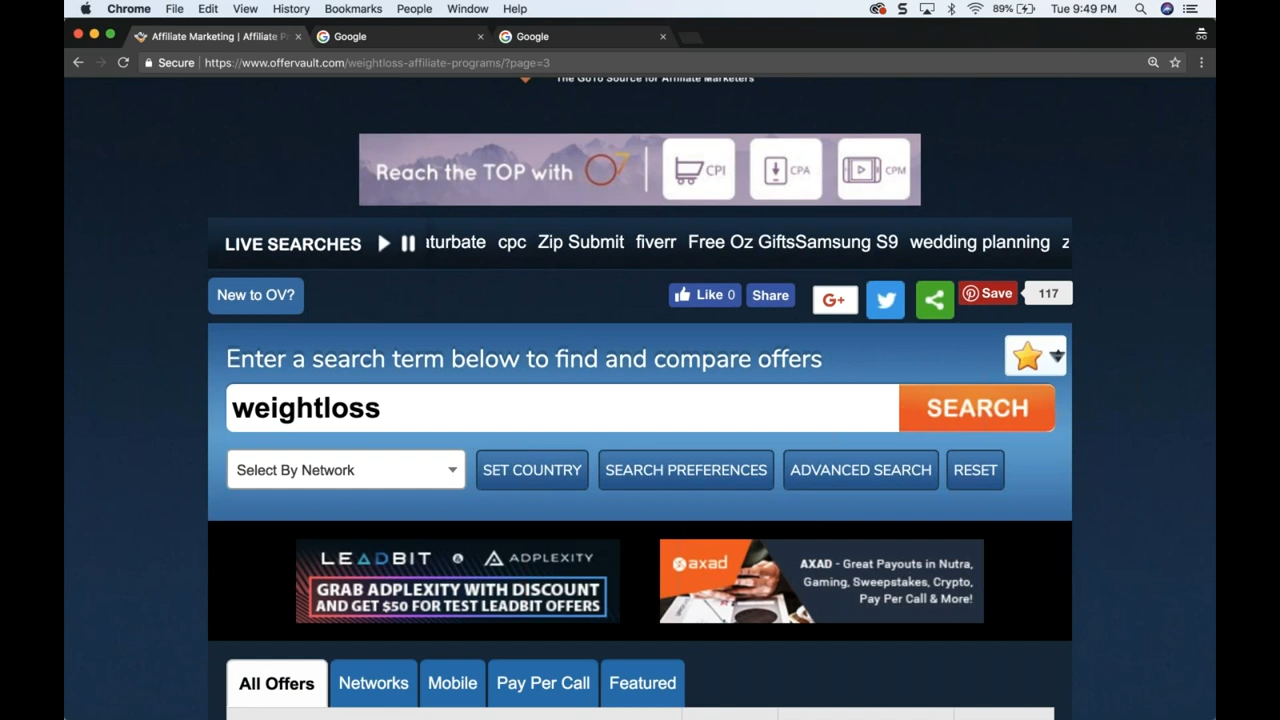 Chrome File Edit View History Bookmarks People Window Help 89% Tue 9:49 PM
Affiliate Marketing | Affiliate P Google Google
Secure https://www.offervault.com/weightloss-affiliate-programs/?page=3
The GoTo Source for Affiliate Marketers
Reach the TOP with O7 CPI CPA CPM
LIVE SEARCHES aturbate cpc Zip Submit fiverr Free Oz GiftsSamsung S9 wedding planning z
New to OV? Like 0 Share G+ Save 117
Enter a search term below to find and compare offers
weightloss SEARCH
Select By Network SET COUNTRY SEARCH PREFERENCES ADVANCED SEARCH RESET
LEADBIT & ADPLEXITY
GRAB ADPLEXITY WITH DISCOUNT
AND GET $50 FOR TEST LEADBIT OFFERS
axad AXAD - Great Payouts in Nutra,
Gaming, Sweepstakes, Crypto,
Pay Per Call & More!
All Offers Networks Mobile Pay Per Call Featured